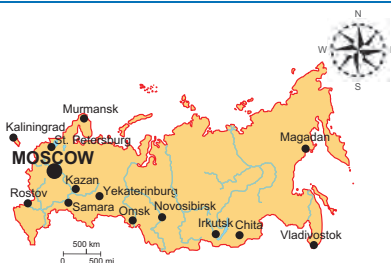 N
W
S
Murmansk
Kaliningrad
St. Petersburg
MOSCOW
Magadan
Kazan
Rostov
Samara
Yekaterinburg
Omsk
Novosibirsk
Irkutsk
Chita
Vladivostok
500 km
0
500 mi